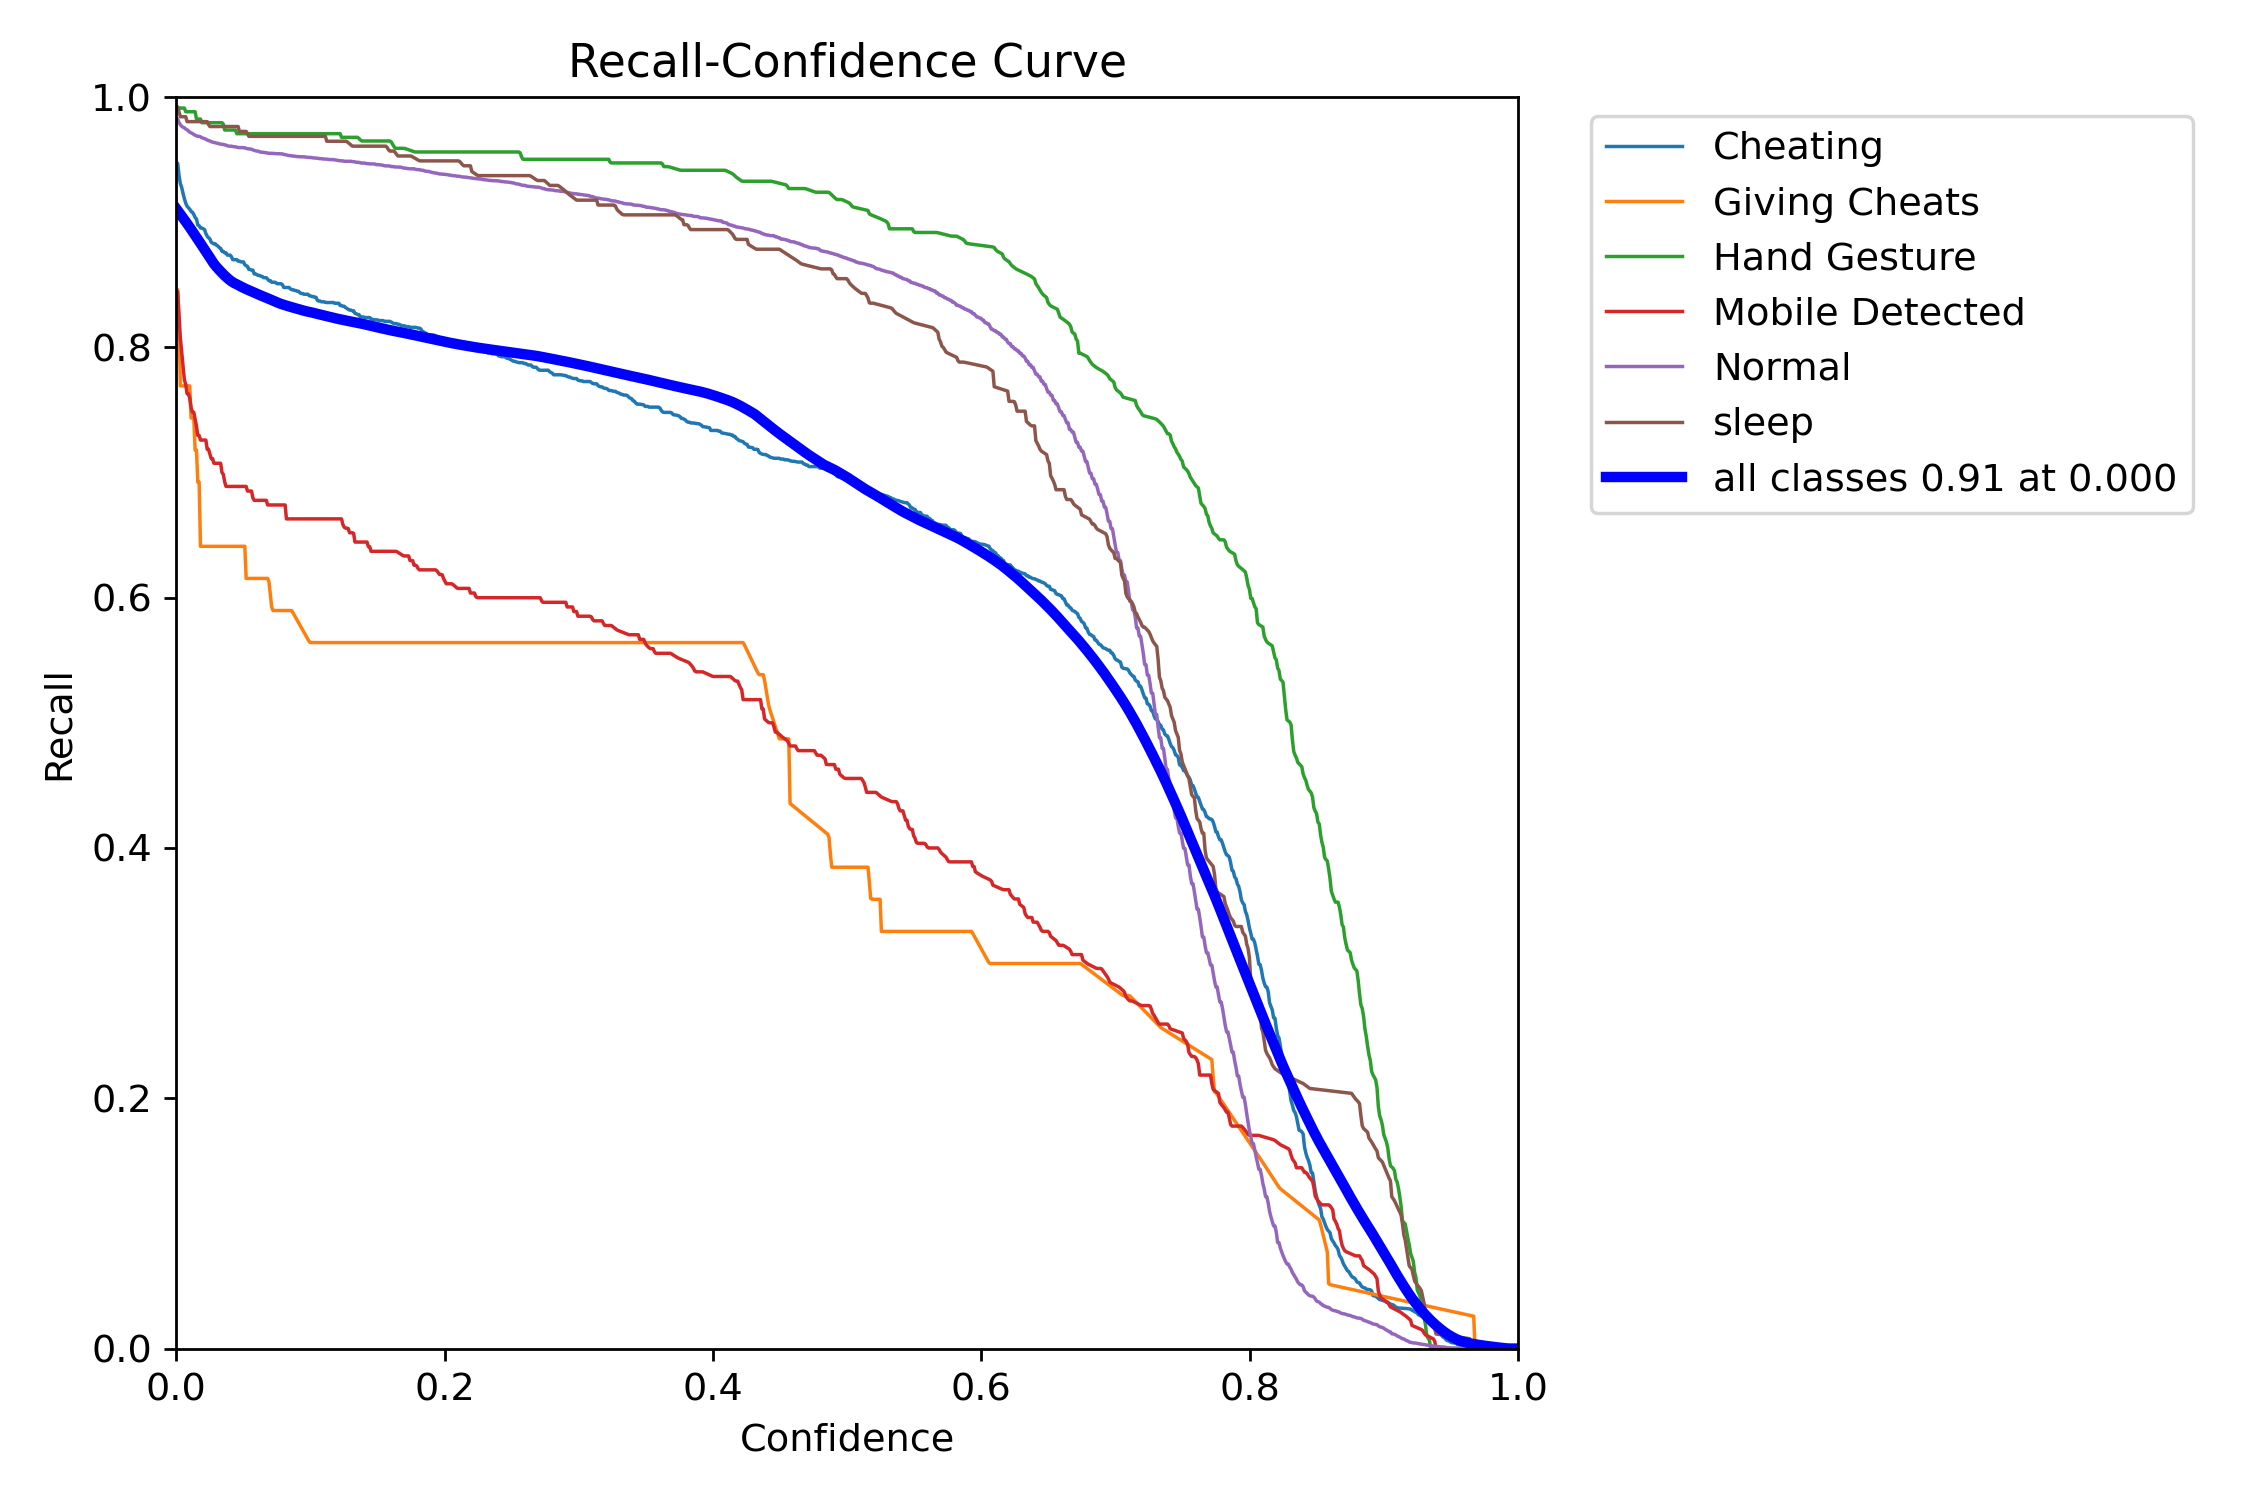 Recall-Confidence Curve
1.0
0.8
0.6
0.4
0.2
0.0
Recall
0.0 0.2 0.4 0.6 0.8 1.0
Confidence
Cheating
Giving Cheats
Hand Gesture
Mobile Detected
Normal
sleep
all classes 0.91 at 0.000